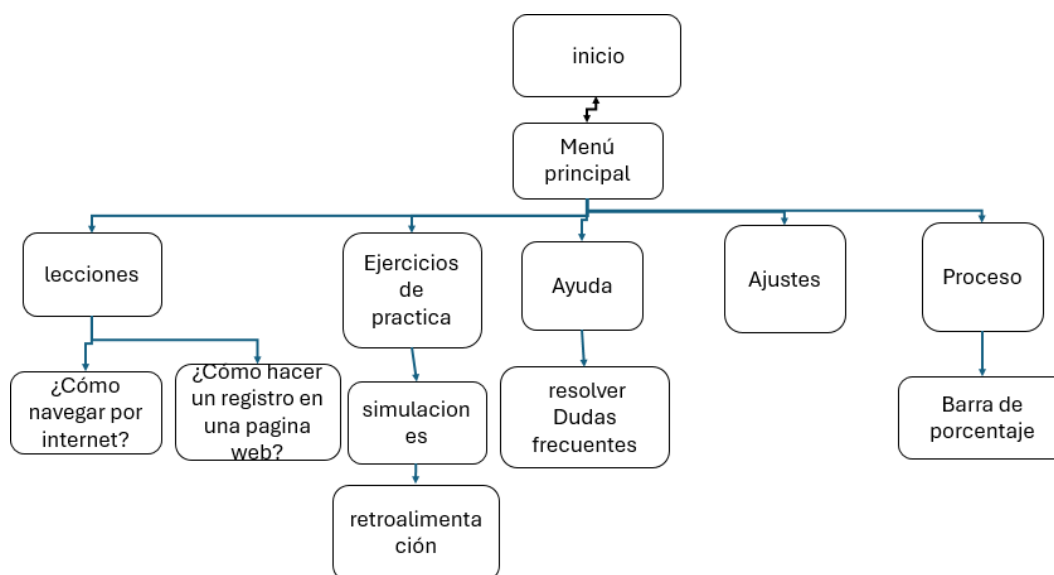 inicio
Menú
principal
lecciones
Ejercicios
de
practica
Ayuda
Ajustes
Proceso
¿Cómo
navegar por
internet?
¿Cómo hacer
un registro en
una pagina
web?
simulacion
es
resolver
Dudas
frecuentes
Barra de
porcentaje
retroalimenta
ción